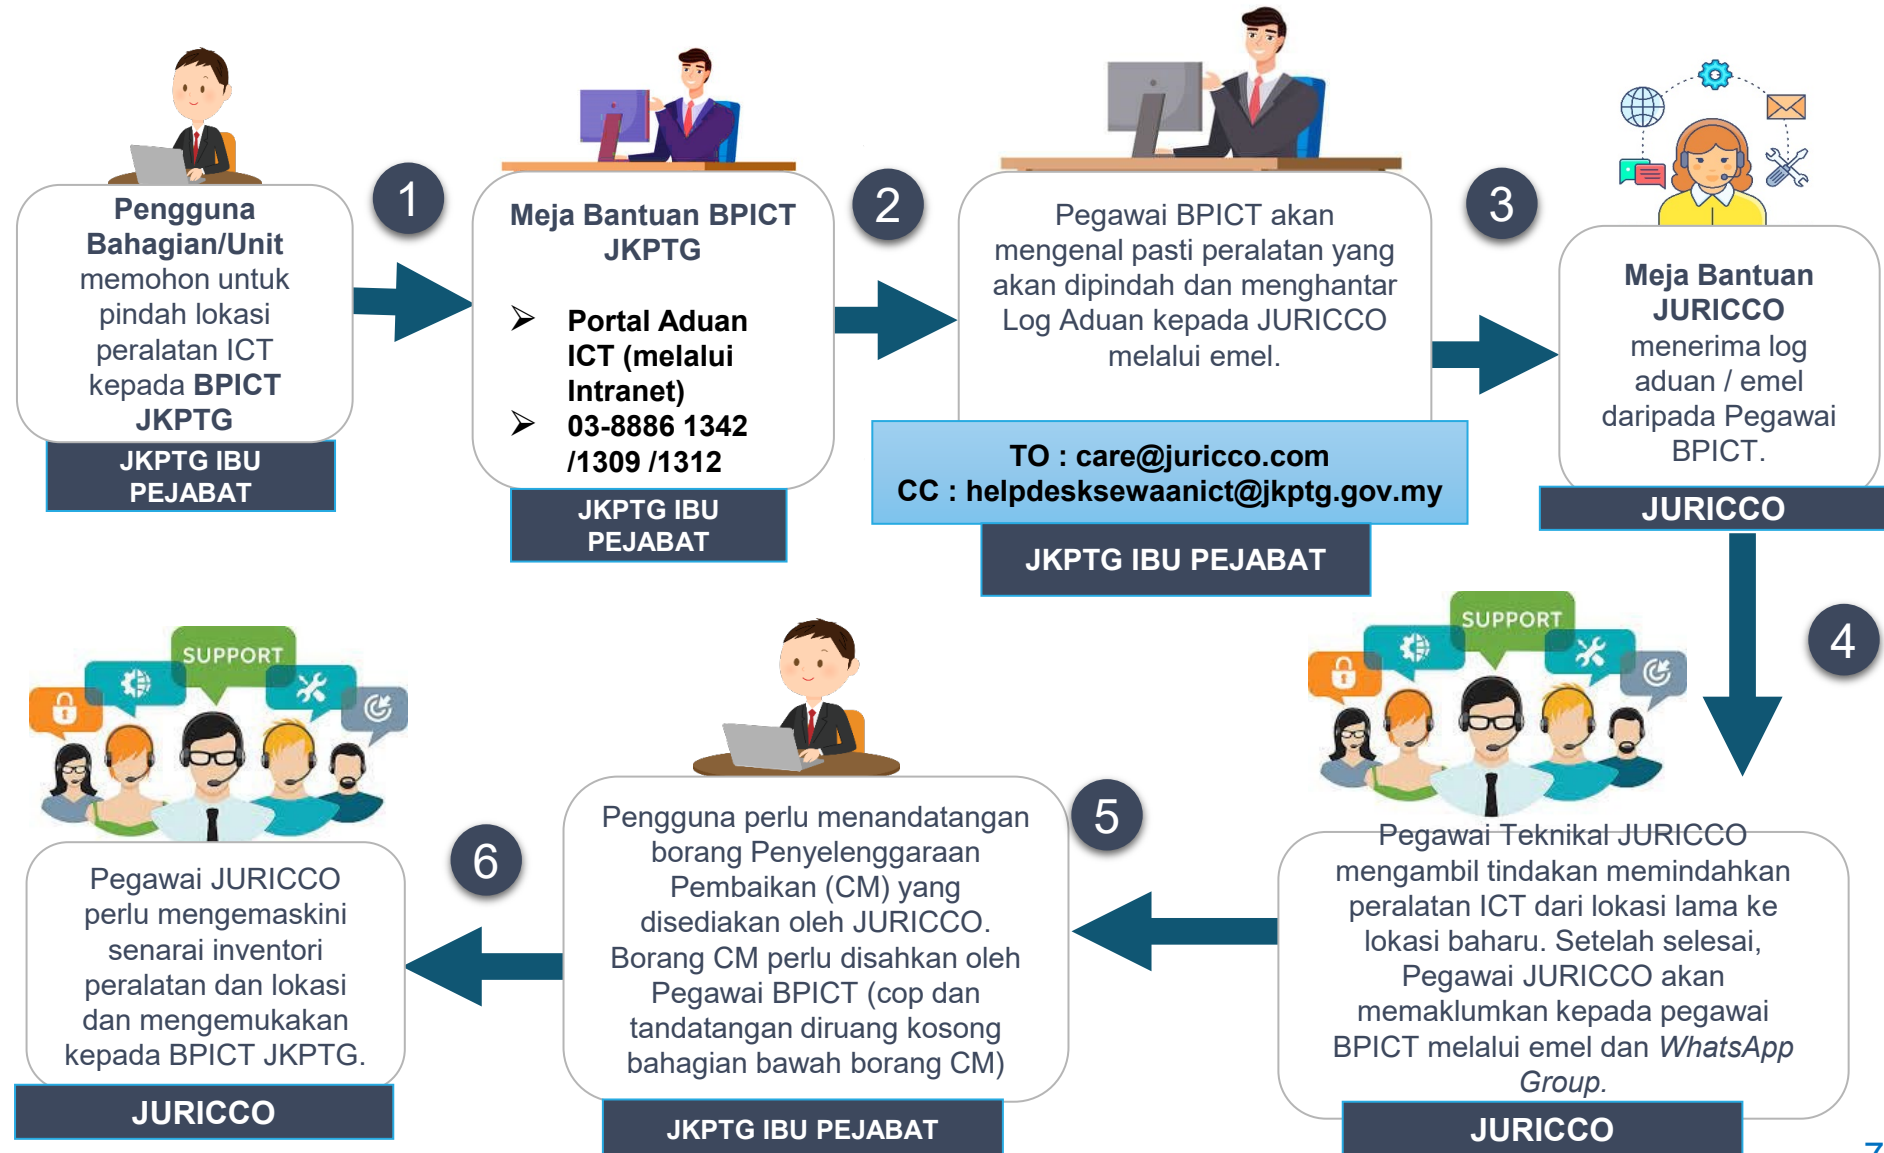 Pengguna
Bahagian/Unit
memohon untuk
pindah lokasi
peralatan ICT
kepada BPICT
JKPTG
JKPTG IBU
PEJABAT
1
Meja Bantuan BPICT
JKPTG
➢ Portal Aduan
ICT (melalui
Intranet)
➢ 03-8886 1342
/1309 /1312
JKPTG IBU
PEJABAT
2
Pegawai BPICT akan
mengenal pasti peralatan yang
akan dipindah dan menghantar
Log Aduan kepada JURICCO
melalui emel.
TO : care@juricco.com
CC : helpdesksewaanict@jkptg.gov.my
JKPTG IBU PEJABAT
3
Meja Bantuan
JURICCO
menerima log
aduan / emel
daripada Pegawai
BPICT.
JURICCO
4
SUPPORT
Pegawai Teknikal JURICCO
mengambil tindakan memindahkan
peralatan ICT dari lokasi lama ke
lokasi baharu. Setelah selesai,
Pegawai JURICCO akan
memaklumkan kepada pegawai
BPICT melalui emel dan WhatsApp
Group.
JURICCO
5
Pengguna perlu menandatangan
borang Penyelenggaraan
Pembaikan (CM) yang
disediakan oleh JURICCO.
Borang CM perlu disahkan oleh
Pegawai BPICT (cop dan
tandatangan diruang kosong
bahagian bawah borang CM)
JKPTG IBU PEJABAT
6
SUPPORT
Pegawai JURICCO
perlu mengemaskini
senarai inventori
peralatan dan lokasi
dan mengemukakan
kepada BPICT JKPTG.
JURICCO